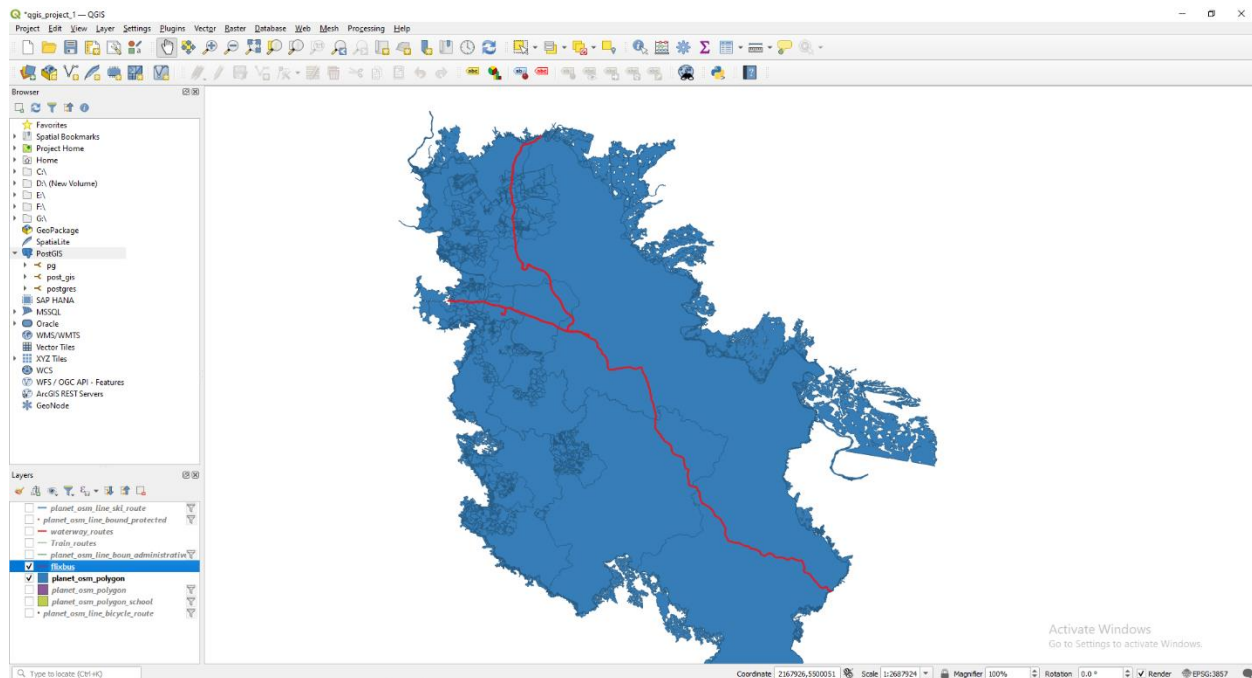 *qgis_project_1 — QGIS
Project Edit View Layer Settings Plugins Vector Raster Database Web Mesh Processing Help
Browser
Favorites
Spatial Bookmarks
Project Home
Home
C:\
D:\ (New Volume)
E:\
F:\
G:\
GeoPackage
SpatiaLite
PostGIS
pg
post_gis
postgres
SAP HANA
MSSQL
Oracle
WMS/WMTS
Vector Tiles
XYZ Tiles
WCS
WFS / OGC API - Features
ArcGIS REST Servers
GeoNode
Layers
planet_osm_line_ski_route
planet_osm_line_bound_protected
waterway_routes
Train_routes
planet_osm_line_boun_administrativ
flixbus
planet_osm_polygon
planet_osm_polygon
planet_osm_polygon_school
planet_osm_line_bicycle_route
Activate Windows
Go to Settings to activate Windows.
Type to locate (Ctrl+K) Coordinate 2167926,5500051 Scale 1:2687924 Magnifier 100% Rotation 0.0 ° Render EPSG:3857